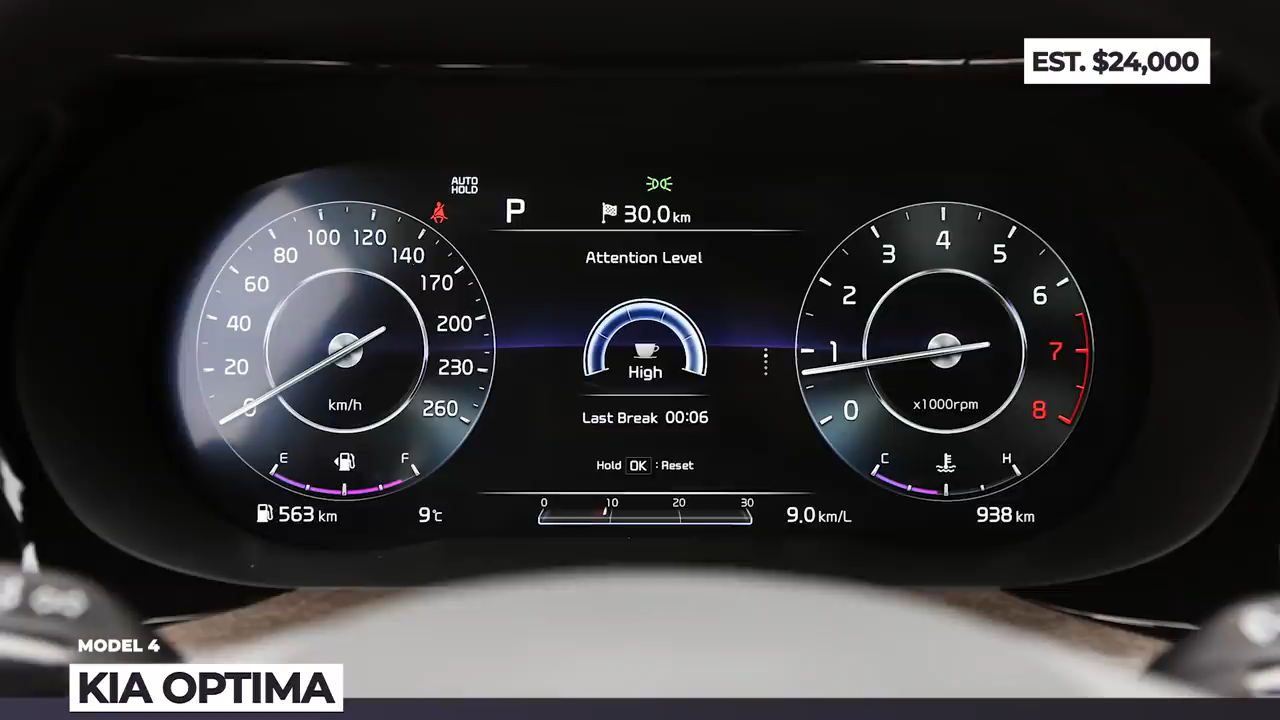 EST. $24,000
AUTO
HOLD
P
30.0 km
Attention Level
High
Last Break 00:06
Hold OK : Reset
0 10 20 30
0
20
40
60
80
100
120
140
170
200
230
260
km/h
E F
563 km
9°C
9.0 km/L
0
1
2
3
4
5
6
7
8
x1000rpm
C H
938 km
MODEL 4
KIA OPTIMA